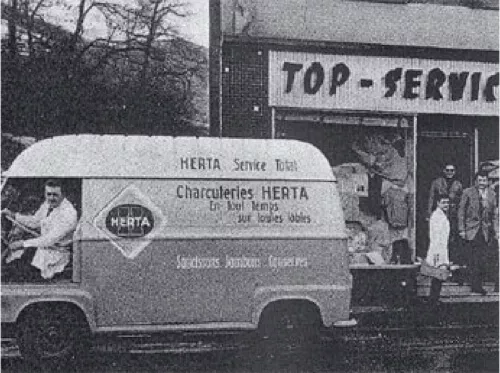 TOP - SERVIC
HERTA Service Total
Charcuteries HERTA
En Tout Temps
sur toutes tables
HERTA
Saucissons Jambons Conserves